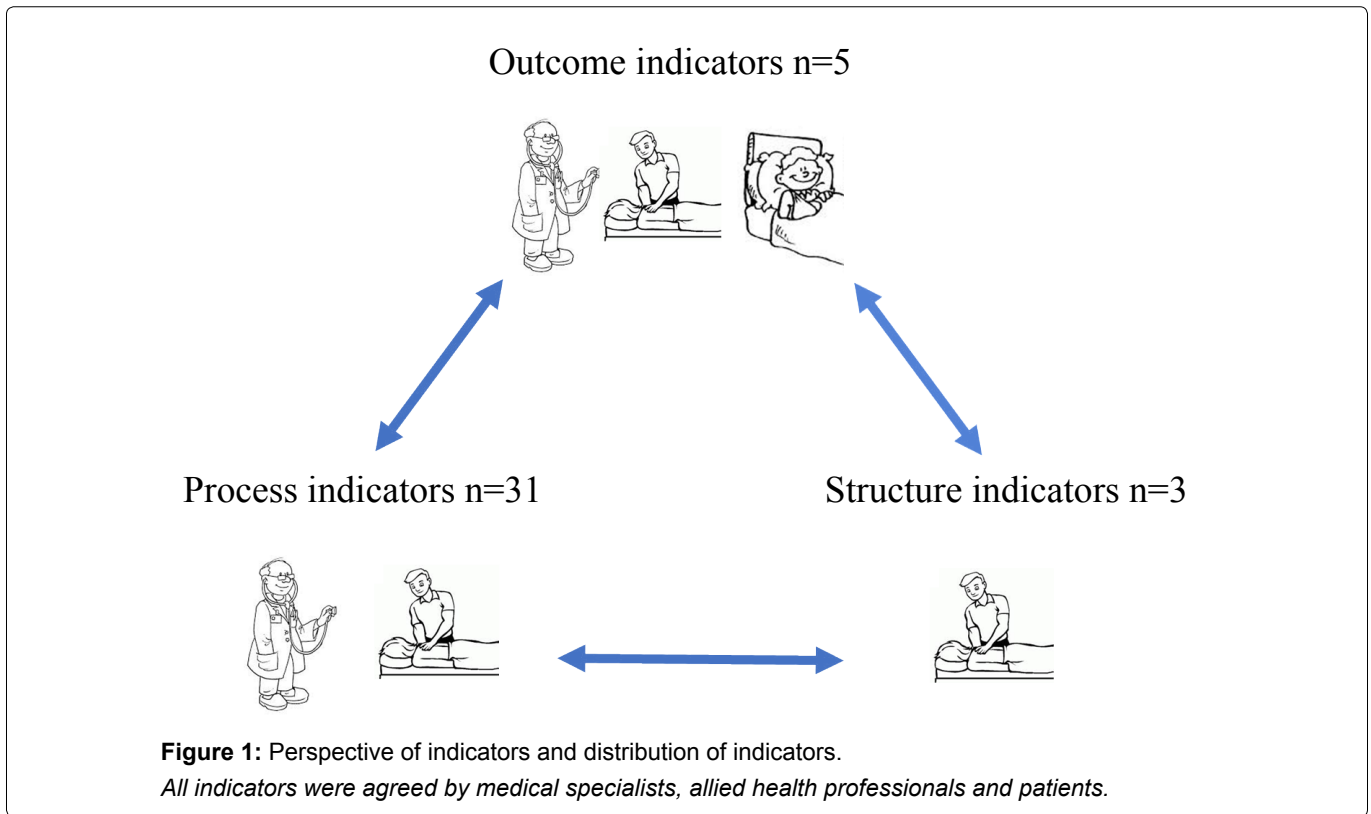 Outcome indicators n=5
Process indicators n=31
Structure indicators n=3
Figure 1: Perspective of indicators and distribution of indicators.
All indicators were agreed by medical specialists, allied health professionals and patients.